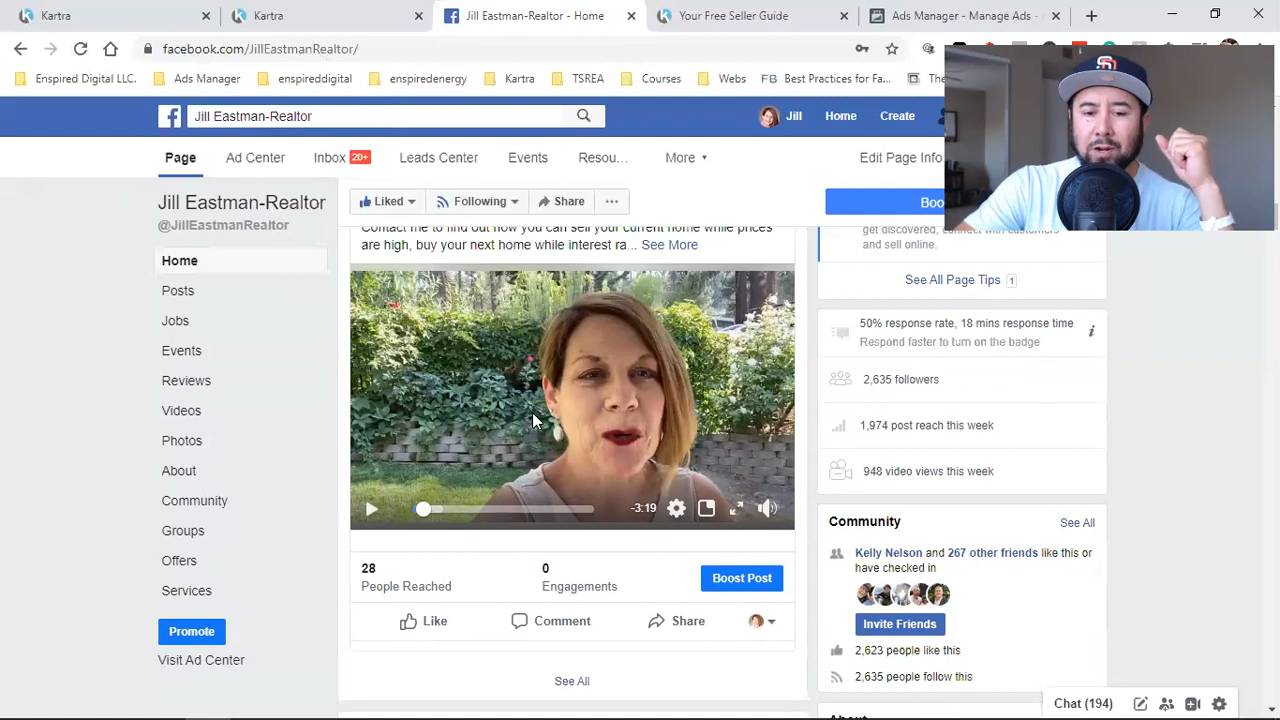 Kartra
Kartra
Jill Eastman-Realtor - Home
Your Free Seller Guide
Ads Manager - Manage Ads -
facebook.com/JillEastmanRealtor/
Enspired Digital LLC.
Ads Manager
enspireddigital
enwiredenergy
Kartra
TSREA
Courses
Webs
FB Best Practices for Fa...
The
Jill Eastman-Realtor
Jill
Home
Create
Page
Ad Center
Inbox 20+
Leads Center
Events
Resou...
More
Edit Page Info
Jill Eastman-Realtor
@JillEastmanRealtor
Home
Posts
Jobs
Events
Reviews
Videos
Photos
About
Community
Groups
Offers
Services
Promote
Visit Ad Center
Liked
Following
Share
Boo
Contact me to find out how you can sell your current home while prices
are high, buy your next home while interest ra... See More
-3:19
28
People Reached
0
Engagements
Boost Post
Like
Comment
Share
See All
get discovered, connect with customers
and sell online.
See All Page Tips 1
50% response rate, 18 mins response time
Respond faster to turn on the badge
2,635 followers
1,974 post reach this week
948 video views this week
Community
See All
Kelly Nelson and 267 other friends like this or
have checked in
Invite Friends
2,623 people like this
2,635 people follow this
Chat (194)